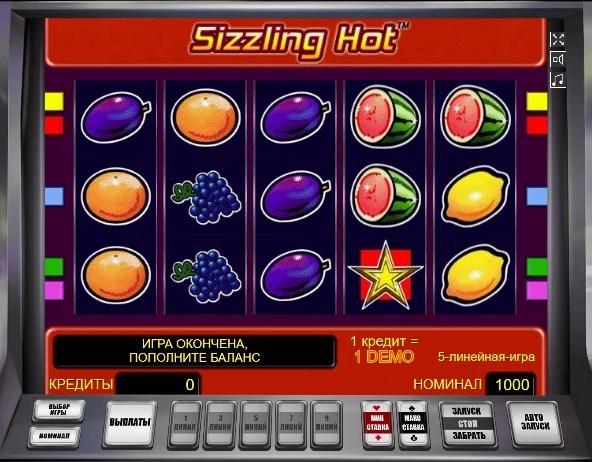 Sizzling Hot™
ИГРА ОКОНЧЕНА,
ПОПОЛНИТЕ БАЛАНС
1 кредит =
1 DEMO
5-линейная-игра
КРЕДИТЫ 0
НОМИНАЛ 1000
ВЫБОР
ИГРЫ
НОМИНАЛ
ВЫПЛАТЫ
1
ЛИНИЯ
3
ЛИНИИ
5
ЛИНИЙ
7
ЛИНИЙ
9
ЛИНИЙ
МИН
СТАВКА
МАКС
СТАВКА
ЗАПУСК
СТОП
ЗАБРАТЬ
АВТО
ЗАПУСК